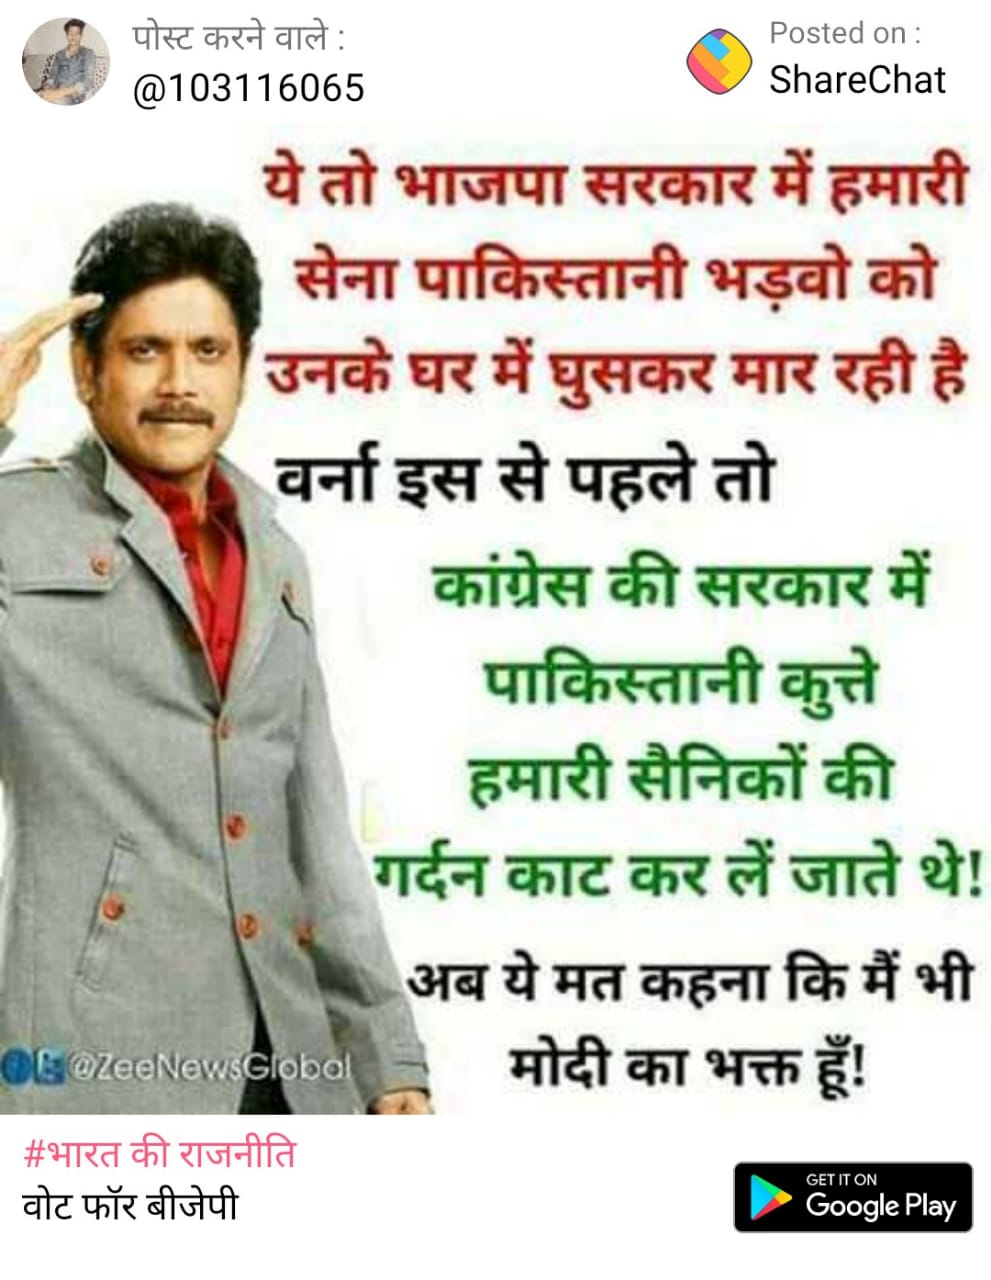 पोस्ट करने वाले :
@103116065
Posted on :
ShareChat
ये तो भाजपा सरकार में हमारी
सेना पाकिस्तानी भड़वो को
उनके घर में घुसकर मार रही है
वर्ना इस से पहले तो
कांग्रेस की सरकार में
पाकिस्तानी कुत्ते
हमारी सैनिकों की
गर्दन काट कर लें जाते थे!
अब ये मत कहना कि मैं भी
मोदी का भक्त हूँ!
@ZeeNewsGlobal
#भारत की राजनीति
वोट फॉर बीजेपी
GET IT ON
Google Play